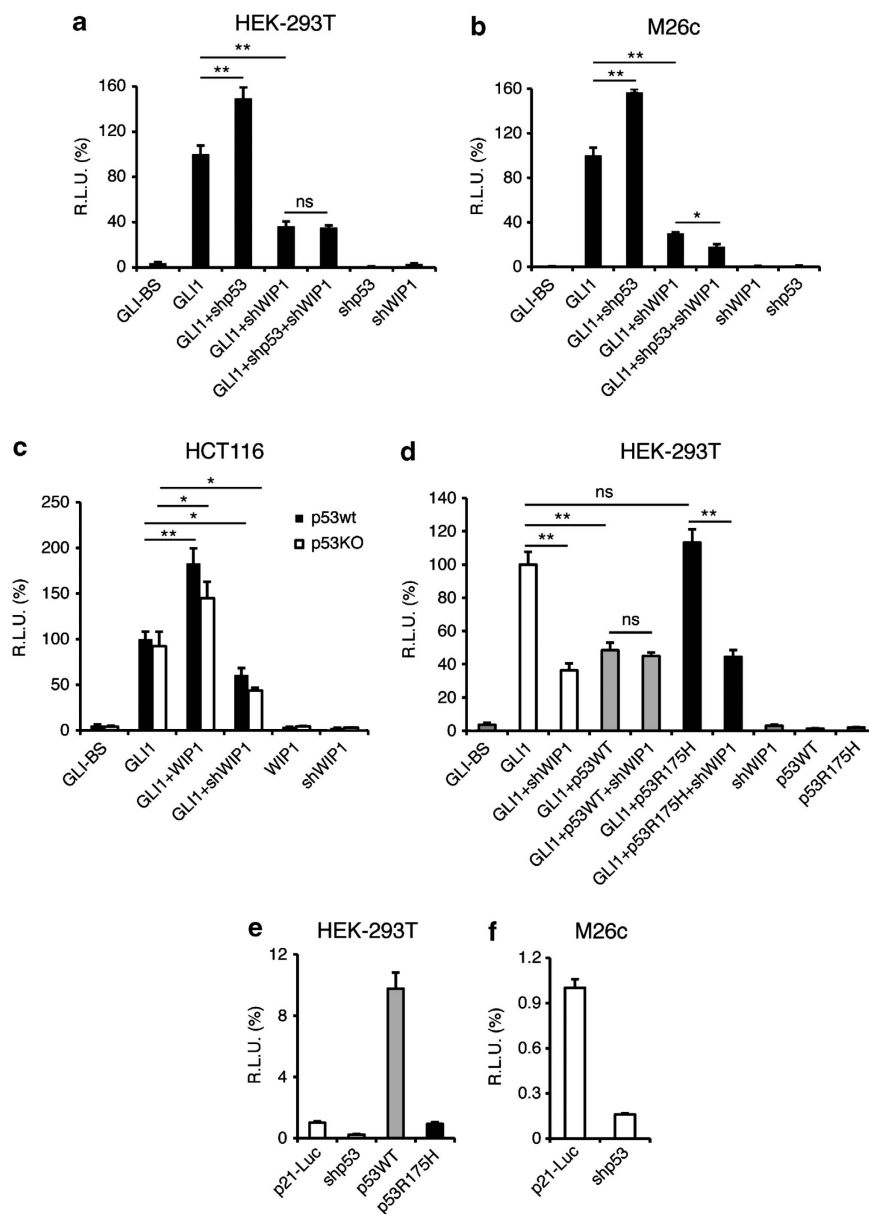 a
HEK-293T
R.L.U. (%)
160
120
80
40
0
**
**
ns
GLI-BS
GLI1
GLI1+shp53
GLI1+shWIP1
GLI1+shp53+shWIP1
shp53
shWIP1
b
M26c
R.L.U. (%)
160
120
80
40
0
**
**
*
GLI-BS
GLI1
GLI1+shp53
GLI1+shWIP1
GLI1+shp53+shWIP1
shWIP1
shp53
c
HCT116
R.L.U. (%)
250
200
150
100
50
0
*
*
*
**
p53wt
p53KO
GLI-BS
GLI1
GLI1+WIP1
GLI1+shWIP1
WIP1
shWIP1
d
HEK-293T
R.L.U. (%)
140
120
100
80
60
40
20
0
ns
**
**
**
ns
GLI-BS
GLI1
GLI1+shWIP1
GLI1+p53WT
GLI1+p53WT+shWIP1
GLI1+p53R175H
GLI1+p53R175H+shWIP1
shWIP1
p53WT
p53R175H
e
HEK-293T
R.L.U. (%)
12
8
4
0
p21-Luc
shp53
p53WT
p53R175H
f
M26c
R.L.U. (%)
1.2
0.9
0.6
0.3
0
p21-Luc
shp53